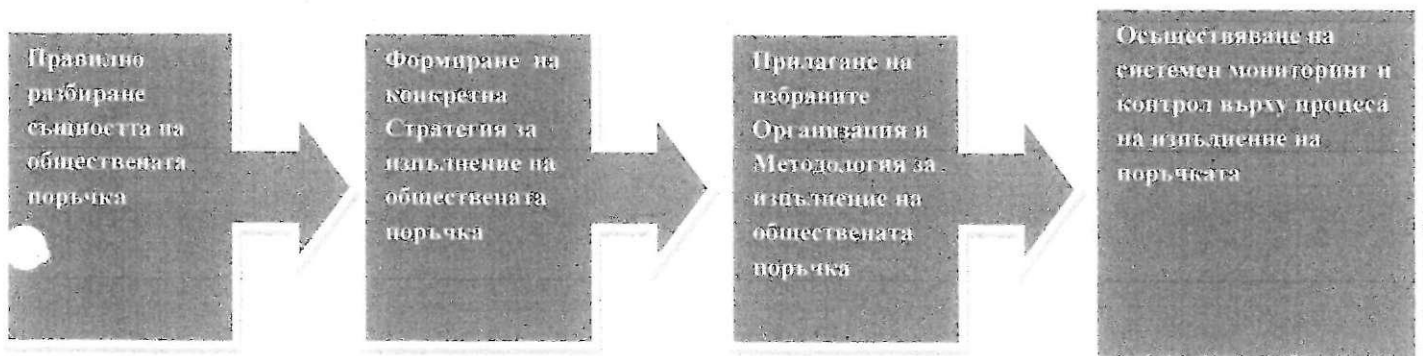 Правилно
разбиране
същността на
обществената
поръчка
Формиране на
конкретна
Стратегия за
изпълнение на
обществената
поръчка
Прилагане на
избраните
Организация и
Методология за
изпълнение на
обществената
поръчка
Осъществяване на
системен мониторинг и
контрол върху процеса
на изпълнение на
поръчката